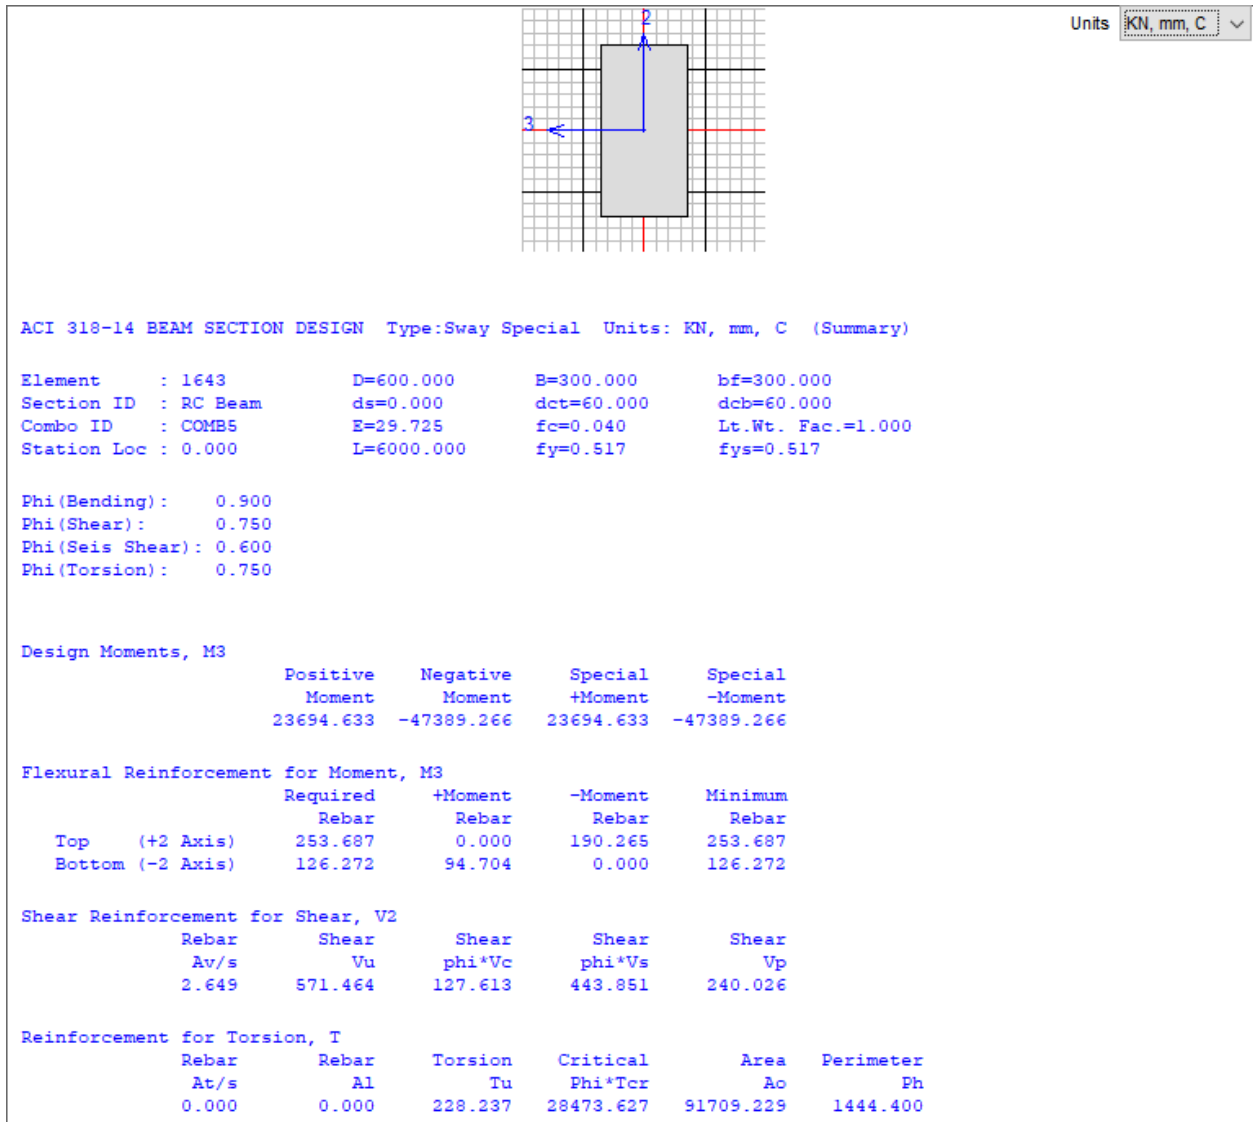 Units KN, mm, C
2
3
ACI 318-14 BEAM SECTION DESIGN Type:Sway Special Units: KN, mm, C (Summary)
Element : 1643 D=600.000 B=300.000 bf=300.000
Section ID : RC Beam ds=0.000 dct=60.000 dcb=60.000
Combo ID : COMB5 E=29.725 fc=0.040 Lt.Wt. Fac.=1.000
Station Loc : 0.000 L=6000.000 fy=0.517 fys=0.517
Phi(Bending): 0.900
Phi(Shear): 0.750
Phi(Seis Shear): 0.600
Phi(Torsion): 0.750
Design Moments, M3
Positive Negative Special Special
Moment Moment +Moment -Moment
23694.633 -47389.266 23694.633 -47389.266
Flexural Reinforcement for Moment, M3
Required +Moment -Moment Minimum
Rebar Rebar Rebar Rebar
Top (+2 Axis) 253.687 0.000 190.265 253.687
Bottom (-2 Axis) 126.272 94.704 0.000 126.272
Shear Reinforcement for Shear, V2
Rebar Shear Shear Shear Shear
Av/s Vu phi*Vc phi*Vs Vp
2.649 571.464 127.613 443.851 240.026
Reinforcement for Torsion, T
Rebar Rebar Torsion Critical Area Perimeter
At/s Al Tu Phi*Tcr Ao Ph
0.000 0.000 228.237 28473.627 91709.229 1444.400